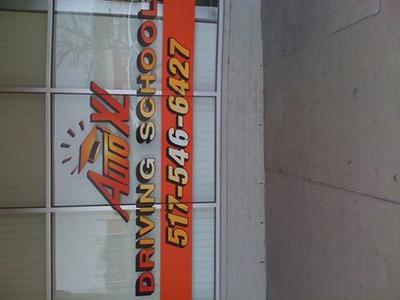 AUTO XL
DRIVING SCHOOL
517-546-6427